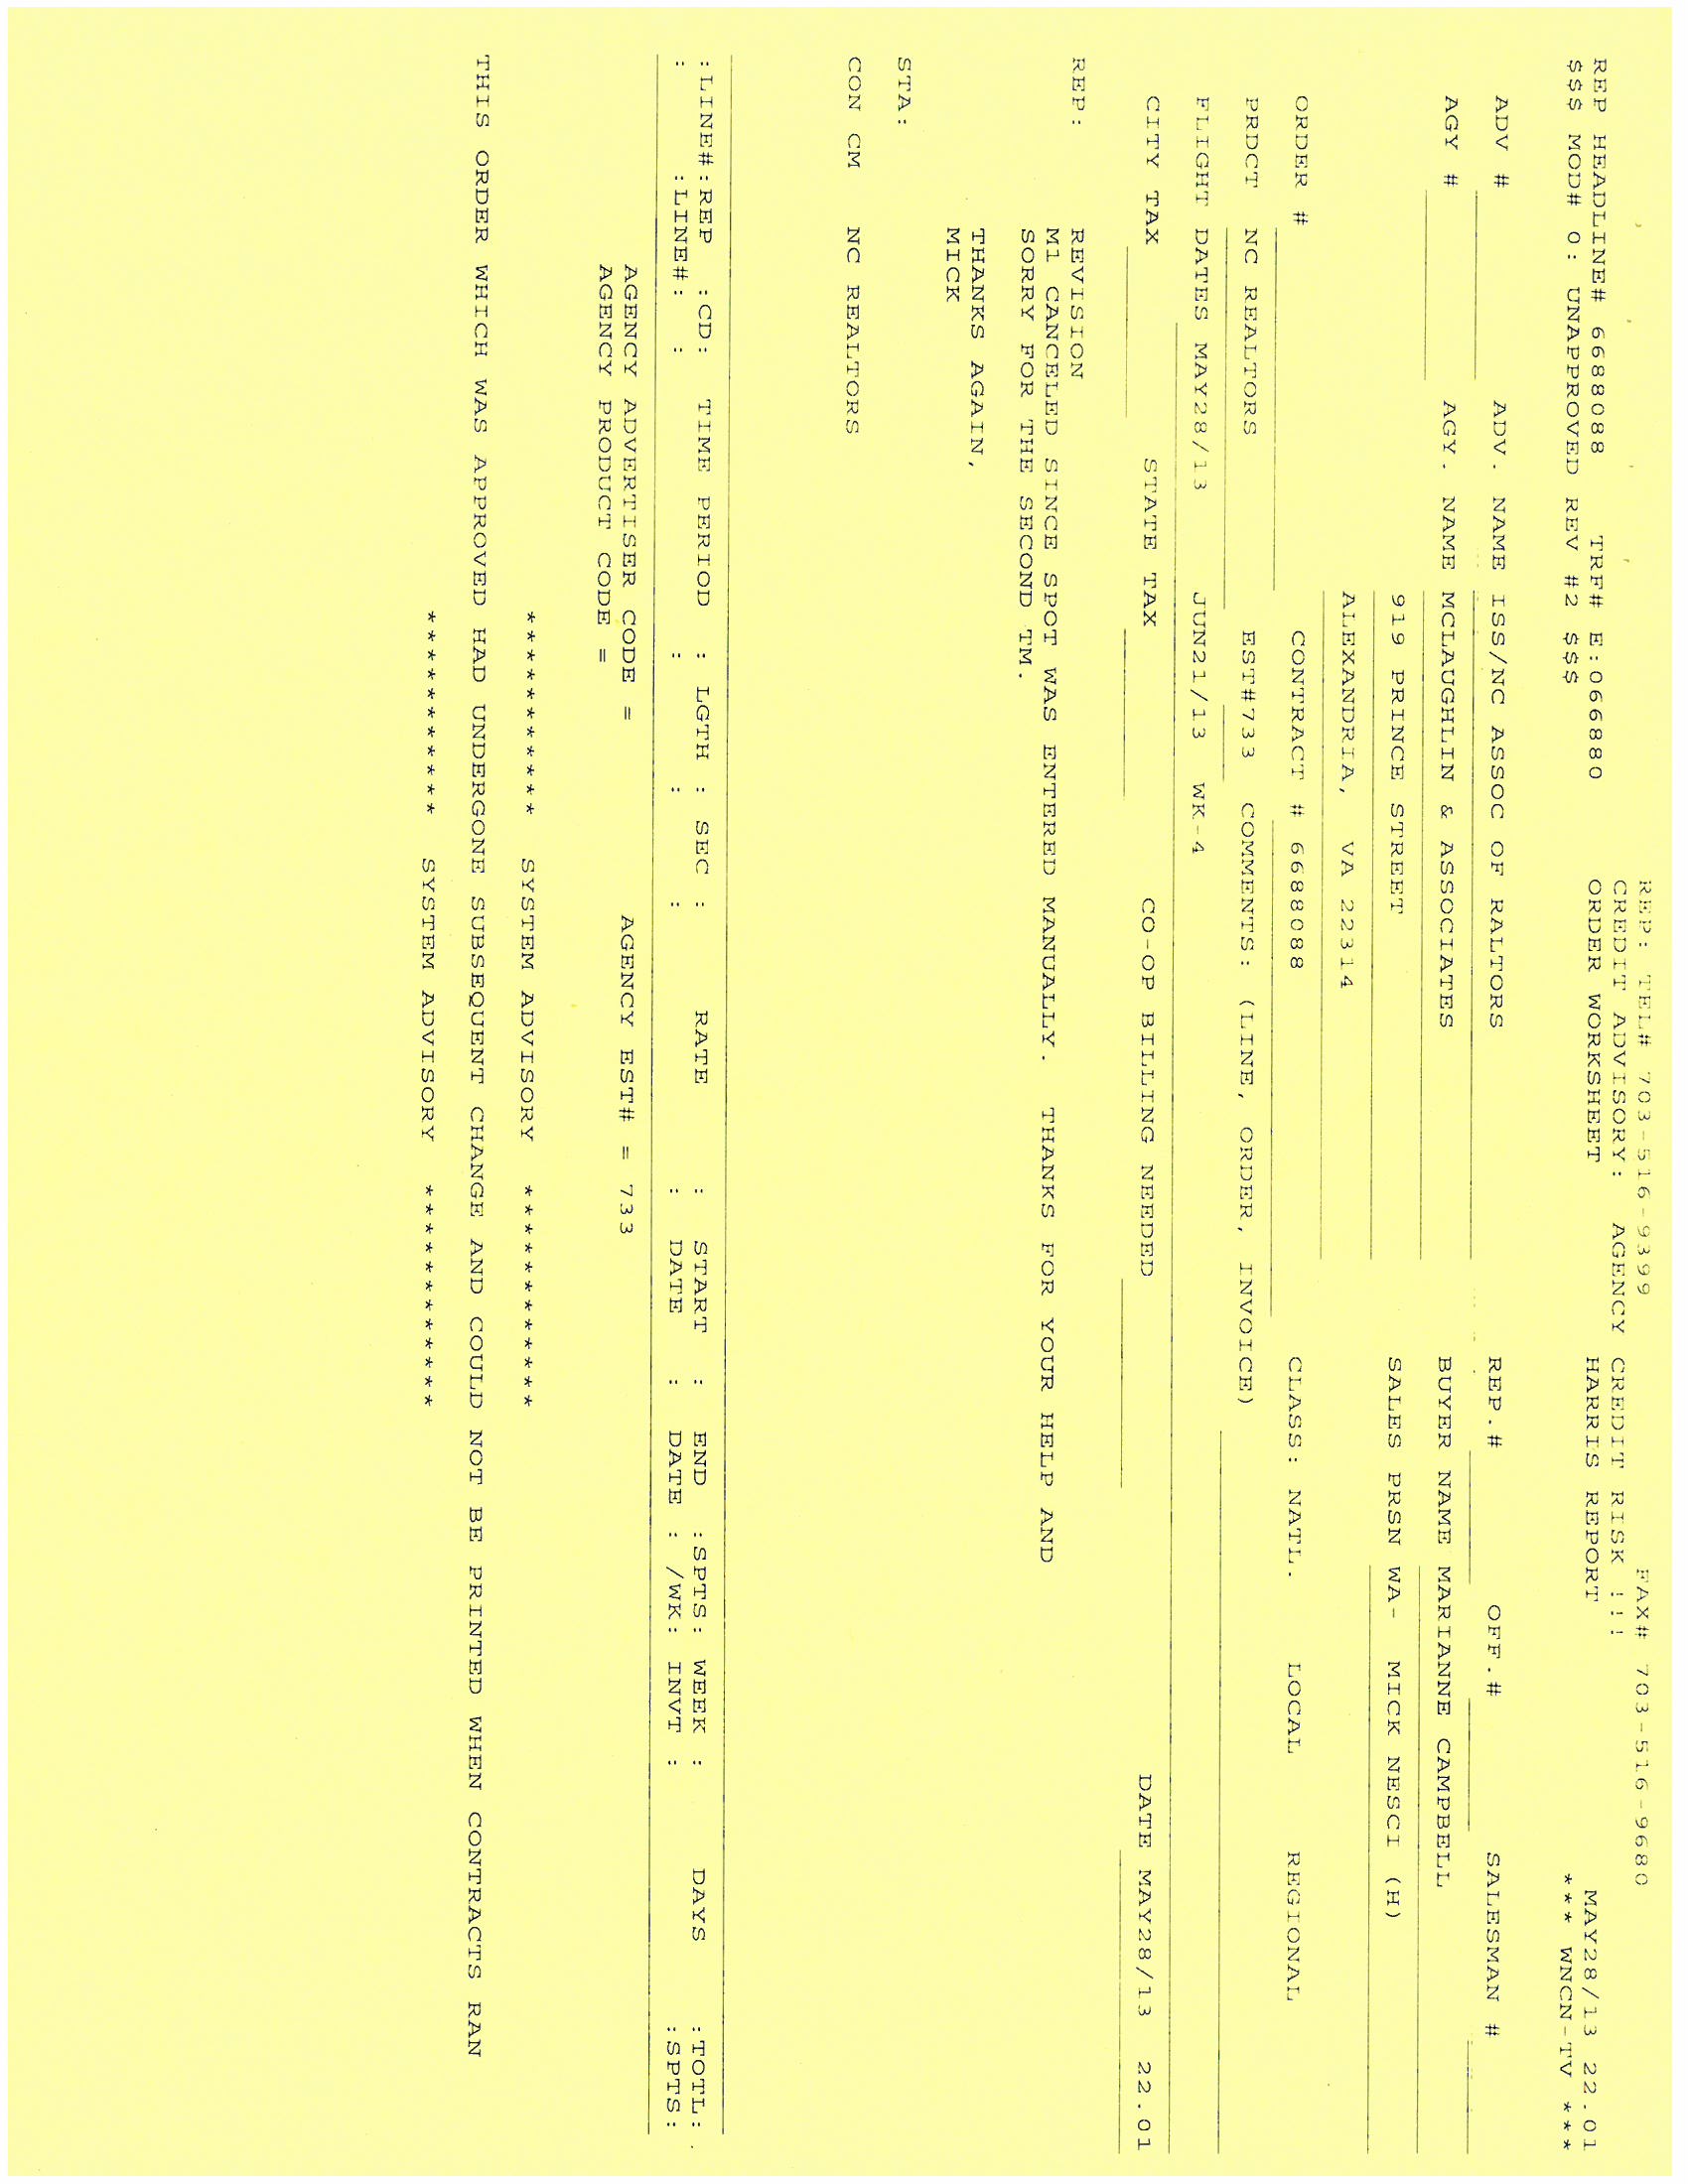 REP: TEL# 703-516-9399 FAX# 703-516-9680
CREDIT ADVISORY: AGENCY CREDIT RISK !!!
REP HEADLINE# 6688088 TRF# E:066880 ORDER WORKSHEET HARRIS REPORT MAY28/13 22.01
$$$ MOD# 0: UNAPPROVED REV #2 $$$ *** WNCN-TV ***
ADV # ADV. NAME ISS/NC ASSOC OF RALTORS REP.# OFF.# SALESMAN #
AGY # AGY. NAME MCLAUGHLIN & ASSOCIATES BUYER NAME MARIANNE CAMPBELL
919 PRINCE STREET SALES PRSN WA- MICK NESCI (H)
ALEXANDRIA, VA 22314
ORDER # CONTRACT # 6688088 CLASS: NATL. LOCAL REGIONAL
PRDCT NC REALTORS EST#733 COMMENTS: (LINE, ORDER, INVOICE)
FLIGHT DATES MAY28/13 JUN21/13 WK-4
CITY TAX STATE TAX CO-OP BILLING NEEDED DATE MAY28/13 22.01
REP: REVISION
M1 CANCELED SINCE SPOT WAS ENTERED MANUALLY. THANKS FOR YOUR HELP AND
SORRY FOR THE SECOND TM.
THANKS AGAIN,
MICK
STA:
CON CM NC REALTORS
:LINE#:REP :CD: TIME PERIOD : LGTH : SEC : RATE : START : END :SPTS: WEEK : DAYS :TOTL:
: :LINE#: : : : : : DATE : DATE : /WK: INVT : :SPTS:
AGENCY ADVERTISER CODE = AGENCY EST# = 733
AGENCY PRODUCT CODE =
*********** SYSTEM ADVISORY ************
THIS ORDER WHICH WAS APPROVED HAD UNDERGONE SUBSEQUENT CHANGE AND COULD NOT BE PRINTED WHEN CONTRACTS RAN
*********** SYSTEM ADVISORY ************